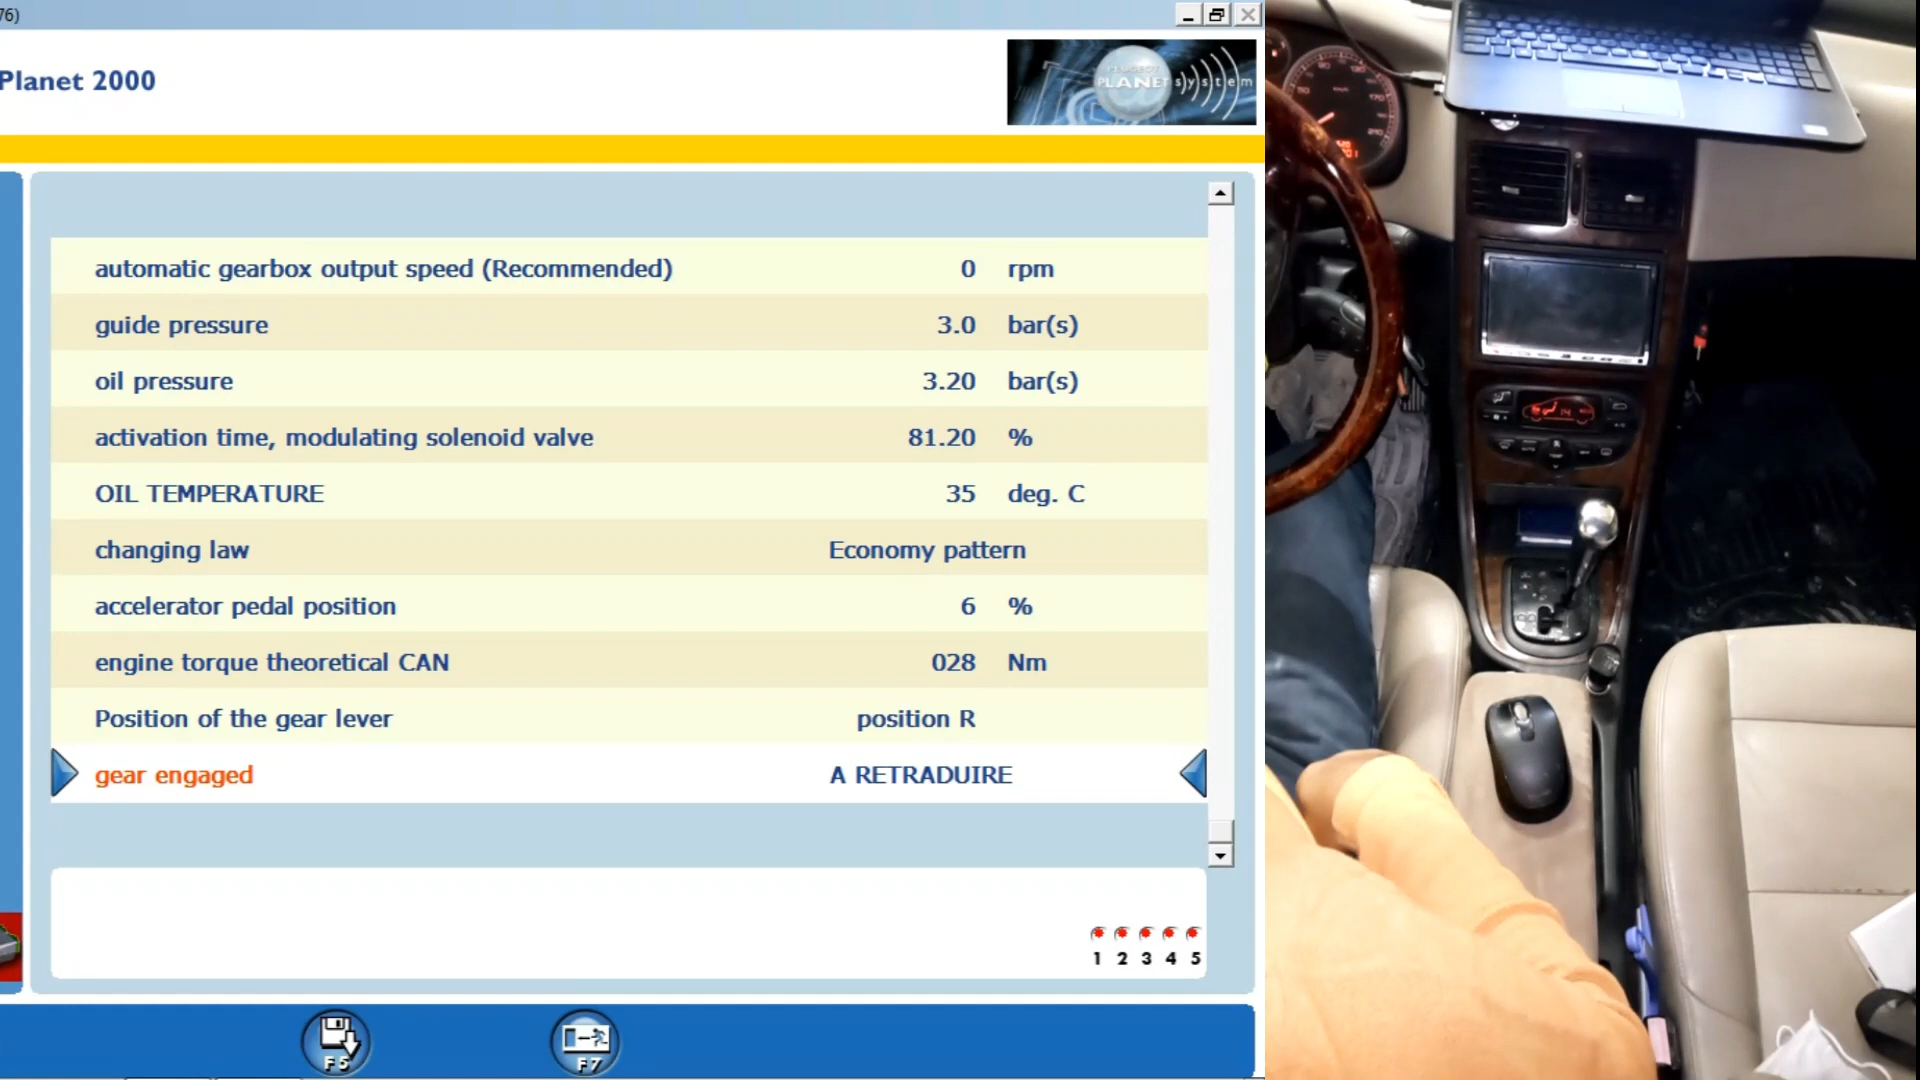 76)
Planet 2000
PEUGEOT
PLANET system
automatic gearbox output speed (Recommended) 0 rpm
guide pressure 3.0 bar(s)
oil pressure 3.20 bar(s)
activation time, modulating solenoid valve 81.20 %
OIL TEMPERATURE 35 deg. C
changing law Economy pattern
accelerator pedal position 6 %
engine torque theoretical CAN 028 Nm
Position of the gear lever position R
gear engaged A RETRADUIRE
1 2 3 4 5
F5 F7
14